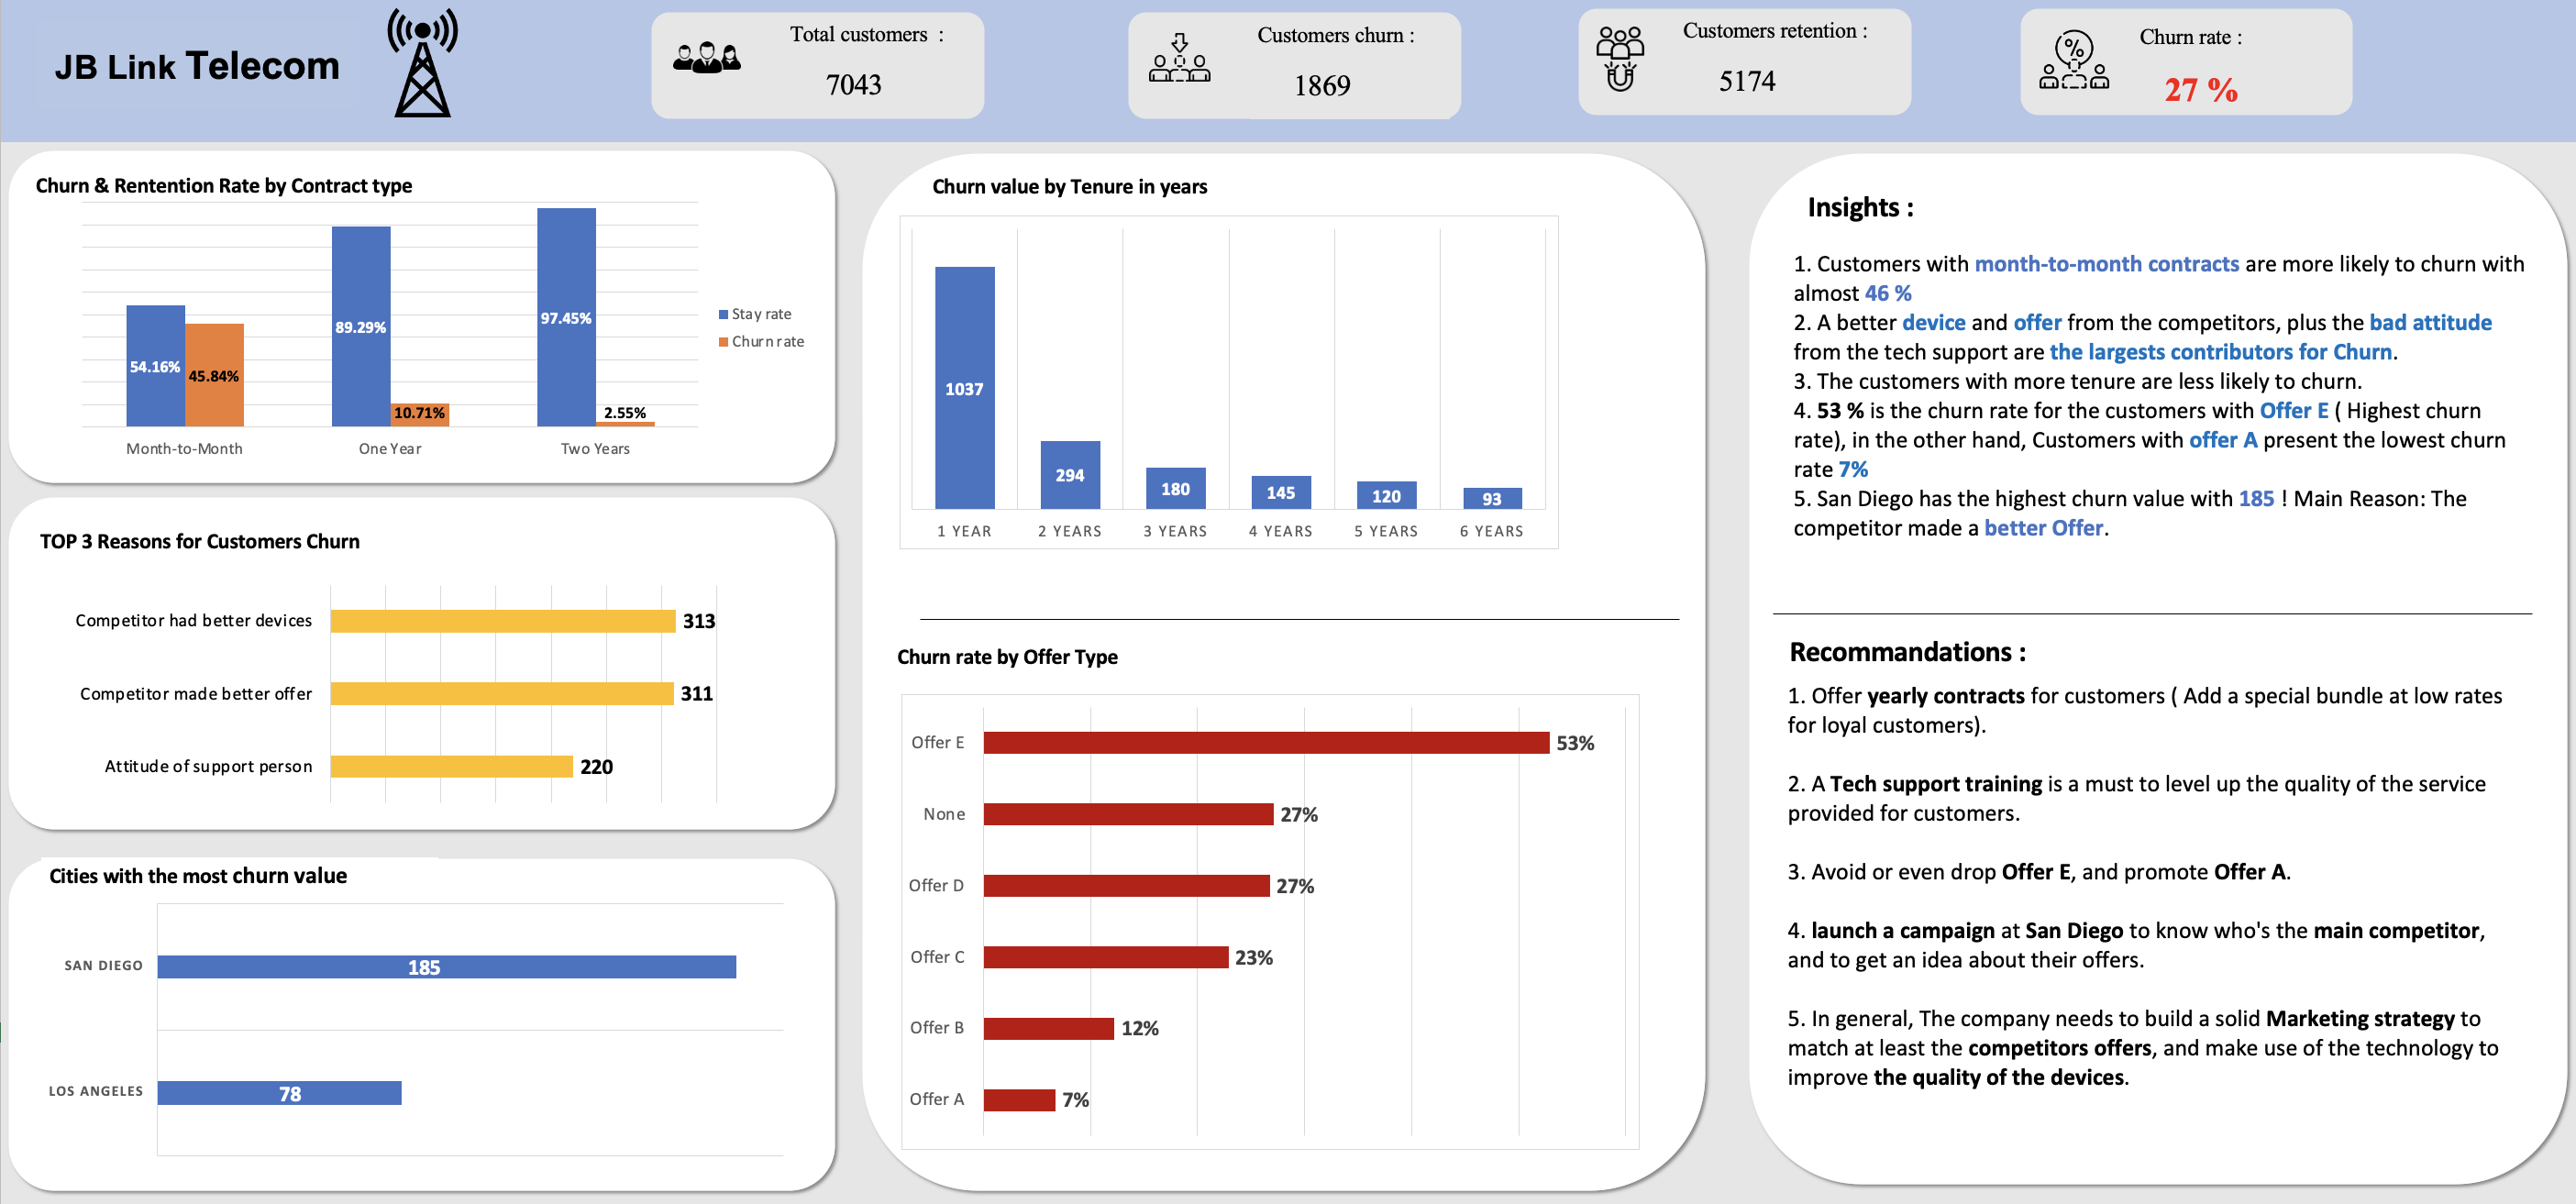 JB Link Telecom
Total customers :
7043
Customers churn :
1869
Customers retention :
5174
Churn rate :
27 %
Churn & Rentention Rate by Contract type
54.16%
45.84%
89.29%
10.71%
97.45%
2.55%
Month-to-Month
One Year
Two Years
Stay rate
Churn rate
TOP 3 Reasons for Customers Churn
Competitor had better devices
313
Competitor made better offer
311
Attitude of support person
220
Cities with the most churn value
SAN DIEGO
185
LOS ANGELES
78
Churn value by Tenure in years
1037
294
180
145
120
93
1 YEAR
2 YEARS
3 YEARS
4 YEARS
5 YEARS
6 YEARS
Churn rate by Offer Type
Offer E
53%
None
27%
Offer D
27%
Offer C
23%
Offer B
12%
Offer A
7%
Insights :
1. Customers with month-to-month contracts are more likely to churn with
almost 46 %
2. A better device and offer from the competitors, plus the bad attitude
from the tech support are the largests contributors for Churn.
3. The customers with more tenure are less likely to churn.
4. 53 % is the churn rate for the customers with Offer E ( Highest churn
rate), in the other hand, Customers with offer A present the lowest churn
rate 7%
5. San Diego has the highest churn value with 185 ! Main Reason: The
competitor made a better Offer.
Recommandations :
1. Offer yearly contracts for customers ( Add a special bundle at low rates
for loyal customers).
2. A Tech support training is a must to level up the quality of the service
provided for customers.
3. Avoid or even drop Offer E, and promote Offer A.
4. launch a campaign at San Diego to know who's the main competitor,
and to get an idea about their offers.
5. In general, The company needs to build a solid Marketing strategy to
match at least the competitors offers, and make use of the technology to
improve the quality of the devices.